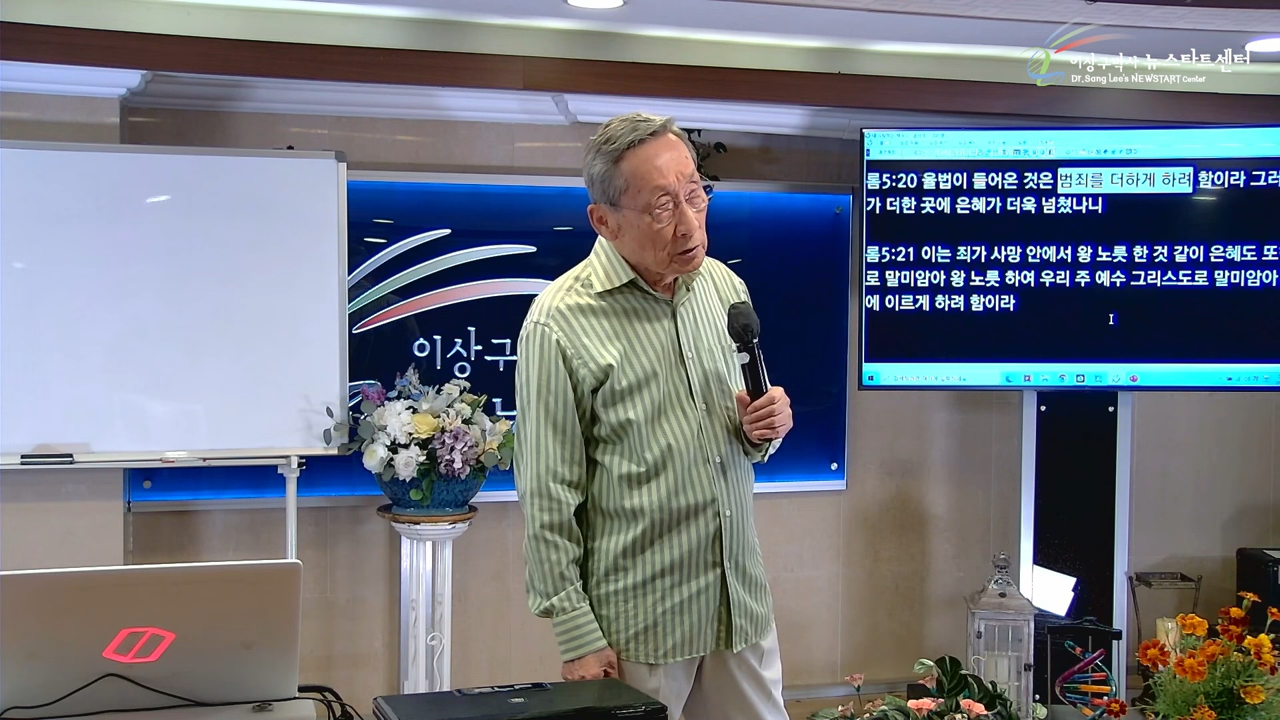 이상구박사 뉴스타트센터
Dr. Sang Lee's NEWSTART Center
롬5:20 율법이 들어온 것은 범죄를 더하게 하려 함이라 그러
가 더한 곳에 은혜가 더욱 넘쳤나니
롬5:21 이는 죄가 사망 안에서 왕 노릇 한 것 같이 은혜도 또
로 말미암아 왕 노릇 하여 우리 주 예수 그리스도로 말미암아
에 이르게 하려 함이라
이상구